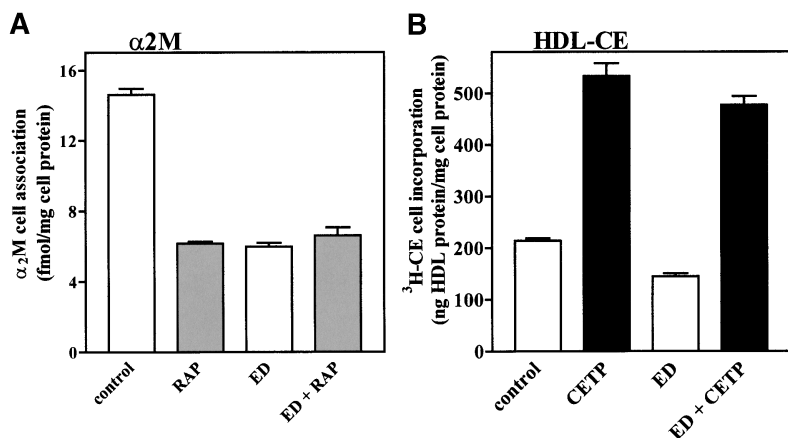 A
α2M
α₂M cell association
(fmol/mg cell protein)
16
12
8
4
0
control
RAP
ED
ED + RAP
B
HDL-CE
³H-CE cell incorporation
(ng HDL protein/mg cell protein)
500
400
300
200
100
0
control
CETP
ED
ED + CETP